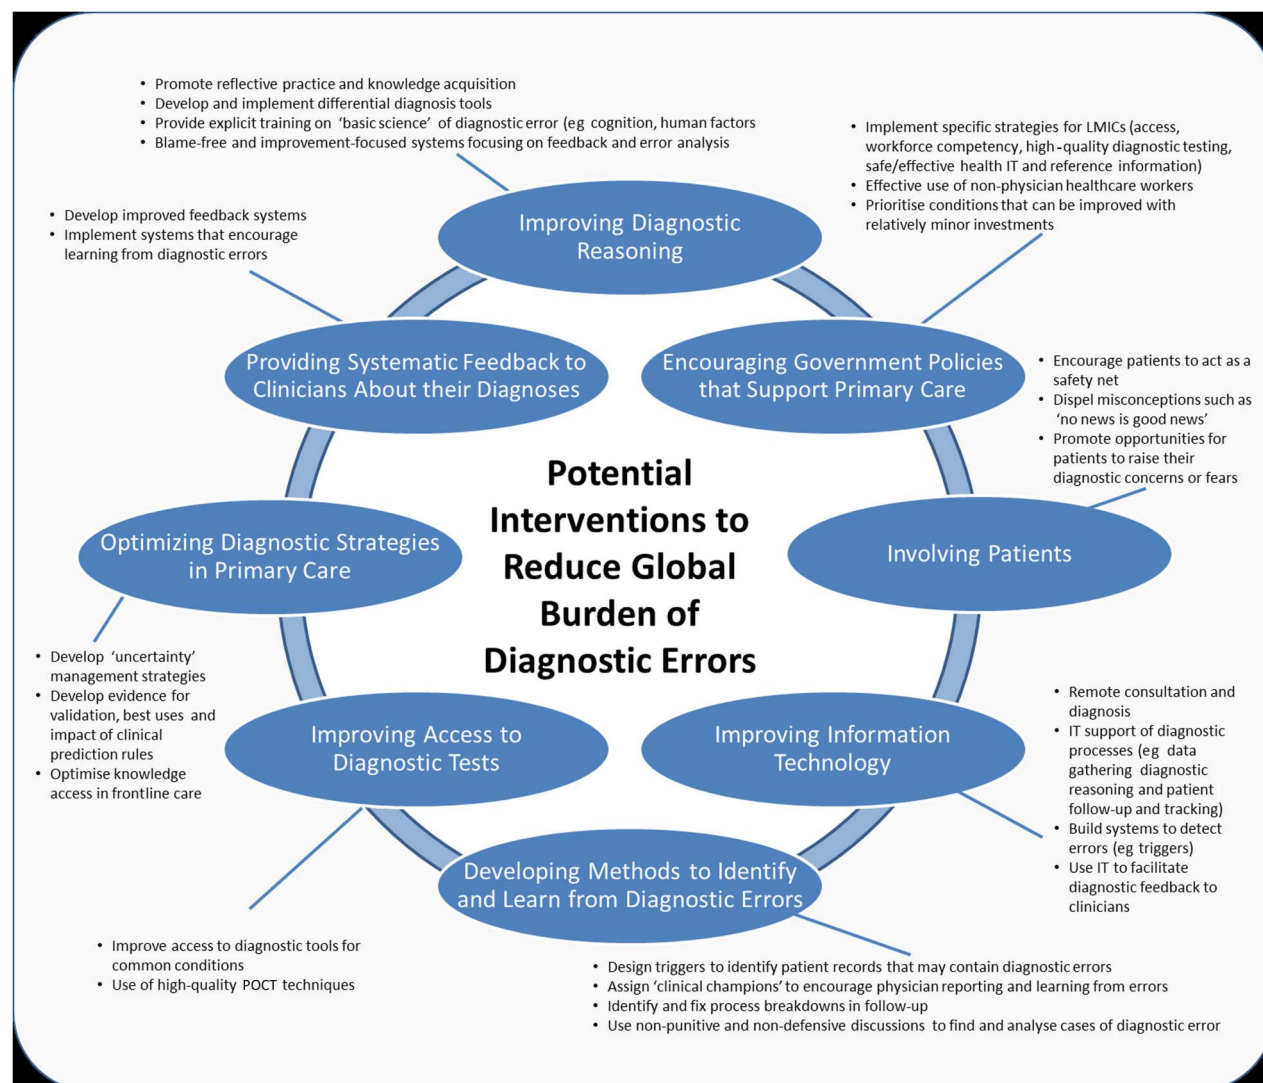 • Promote reflective practice and knowledge acquisition
• Develop and implement differential diagnosis tools
• Provide explicit training on ‘basic science’ of diagnostic error (eg cognition, human factors
• Blame-free and improvement-focused systems focusing on feedback and error analysis
Improving Diagnostic
Reasoning
• Implement specific strategies for LMICs (access,
workforce competency, high-quality diagnostic testing,
safe/effective health IT and reference information)
• Effective use of non-physician healthcare workers
• Prioritise conditions that can be improved with
relatively minor investments
Encouraging Government Policies
that Support Primary Care
• Encourage patients to act as a
safety net
• Dispel misconceptions such as
‘no news is good news’
• Promote opportunities for
patients to raise their
diagnostic concerns or fears
Involving Patients
• Remote consultation and
diagnosis
• IT support of diagnostic
processes (eg data
gathering diagnostic
reasoning and patient
follow-up and tracking)
• Build systems to detect
errors (eg triggers)
• Use IT to facilitate
diagnostic feedback to
clinicians
Improving Information
Technology
Developing Methods to Identify
and Learn from Diagnostic Errors
• Design triggers to identify patient records that may contain diagnostic errors
• Assign ‘clinical champions’ to encourage physician reporting and learning from errors
• Identify and fix process breakdowns in follow-up
• Use non-punitive and non-defensive discussions to find and analyse cases of diagnostic error
Improving Access to
Diagnostic Tests
• Improve access to diagnostic tools for
common conditions
• Use of high-quality POCT techniques
Optimizing Diagnostic Strategies
in Primary Care
• Develop ‘uncertainty’
management strategies
• Develop evidence for
validation, best uses and
impact of clinical
prediction rules
• Optimise knowledge
access in frontline care
• Develop improved feedback systems
• Implement systems that encourage
learning from diagnostic errors
Providing Systematic Feedback to
Clinicians About their Diagnoses
Potential
Interventions to
Reduce Global
Burden of
Diagnostic Errors